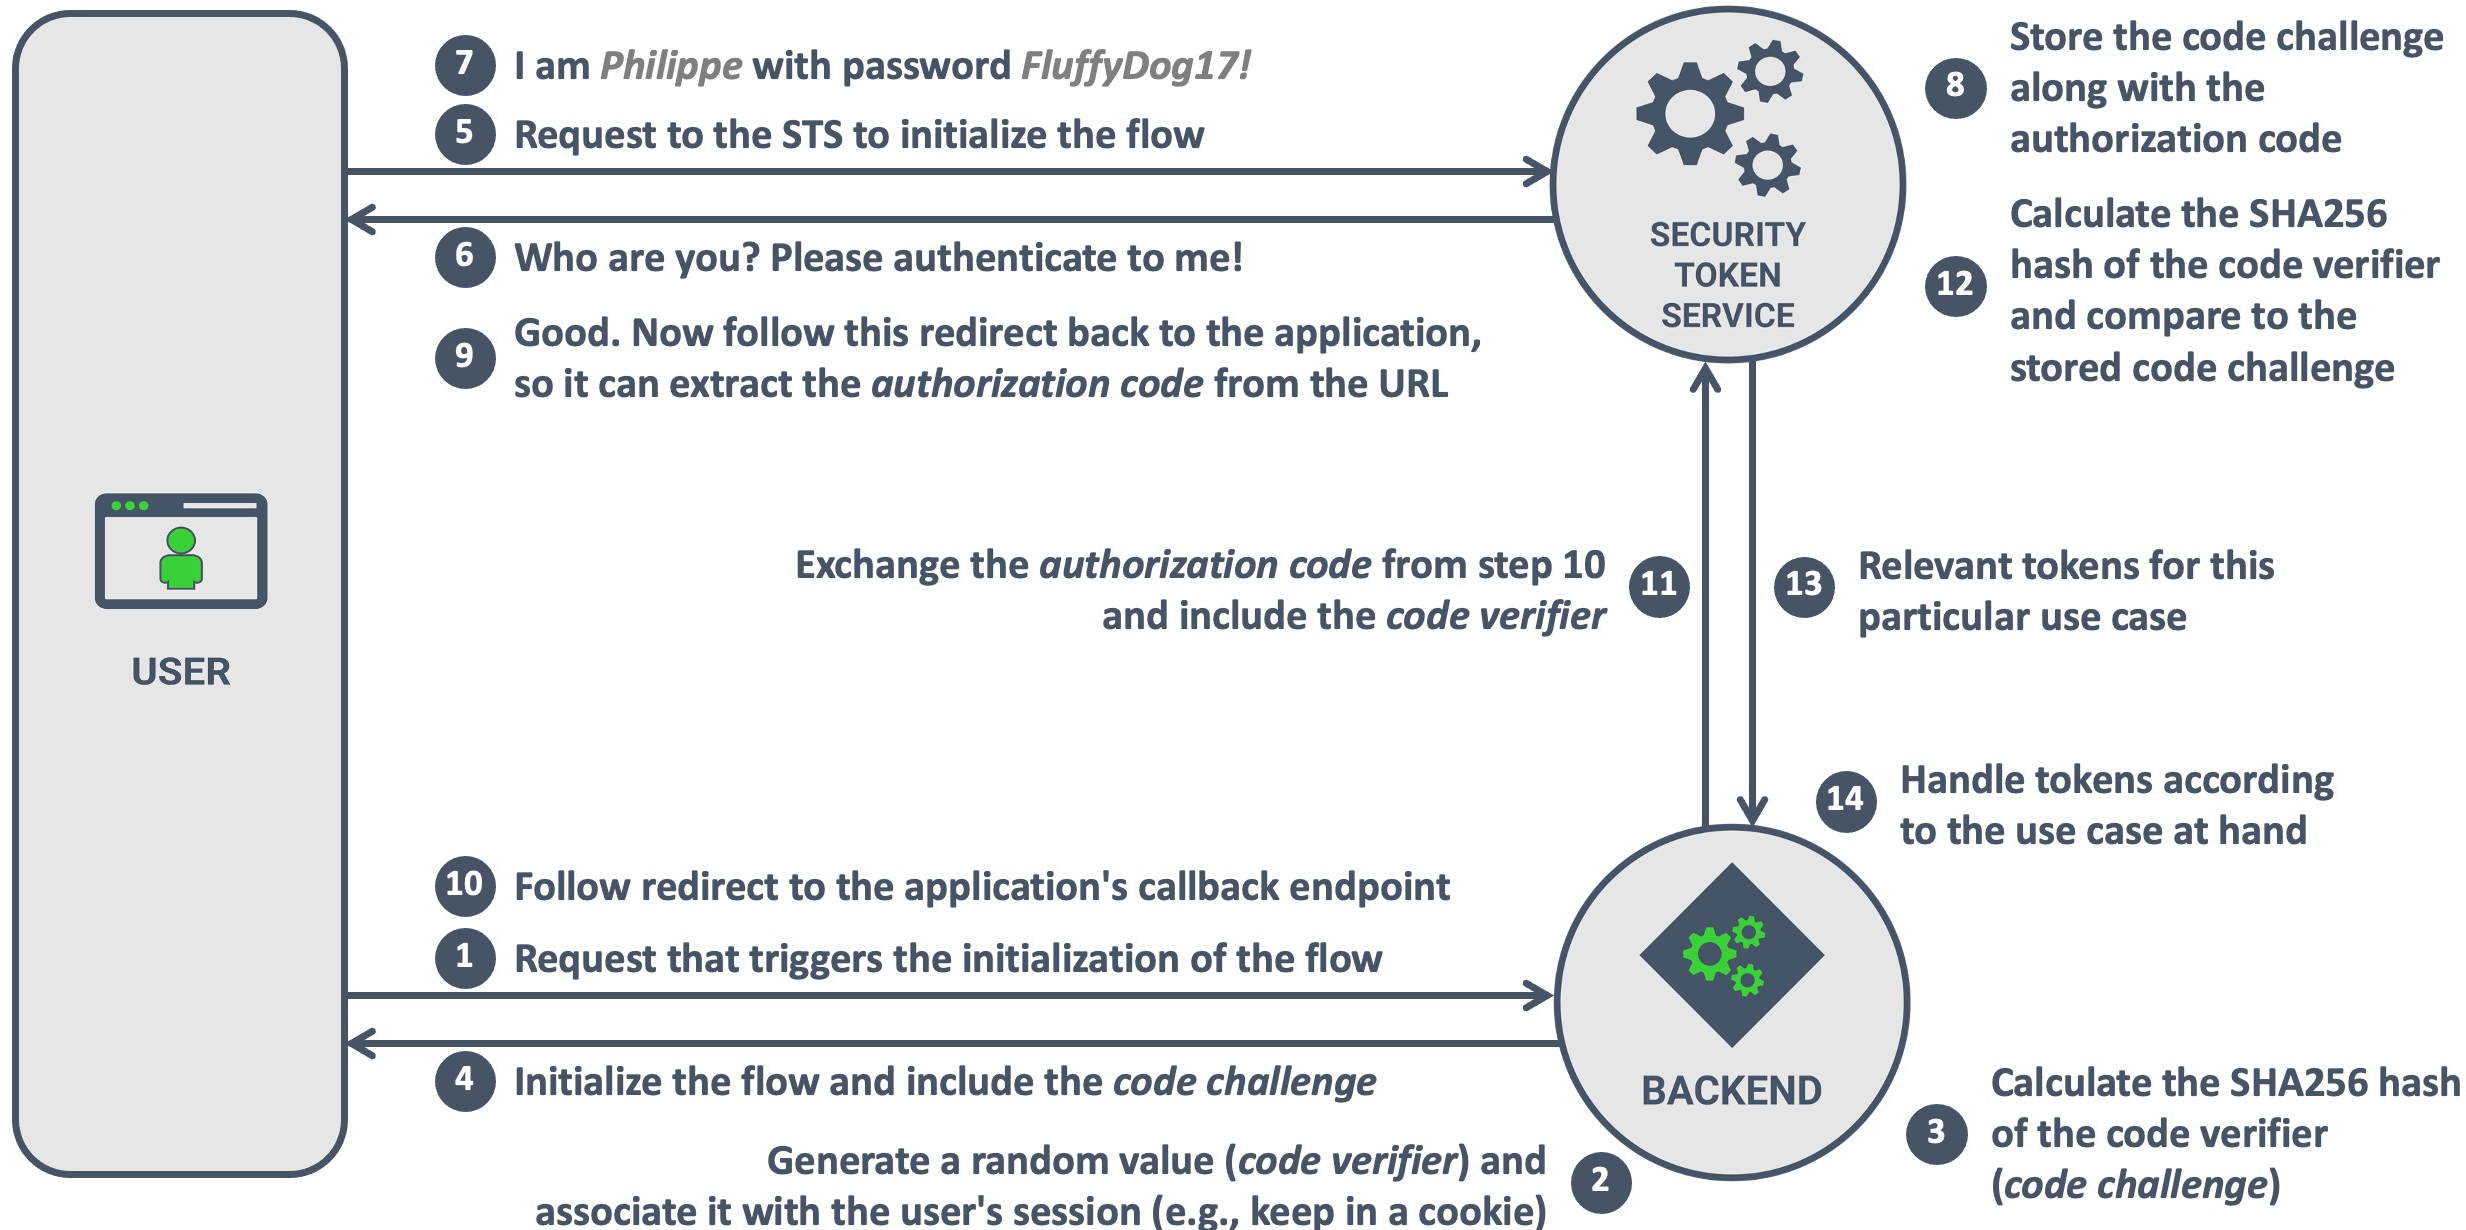 7 I am Philippe with password FluffyDog17!
5 Request to the STS to initialize the flow
6 Who are you? Please authenticate to me!
9 Good. Now follow this redirect back to the application,
so it can extract the authorization code from the URL
SECURITY
TOKEN
SERVICE
8 Store the code challenge
along with the
authorization code
12 Calculate the SHA256
hash of the code verifier
and compare to the
stored code challenge
USER
Exchange the authorization code from step 10
and include the code verifier
11
13 Relevant tokens for this
particular use case
14 Handle tokens according
to the use case at hand
10 Follow redirect to the application's callback endpoint
1 Request that triggers the initialization of the flow
4 Initialize the flow and include the code challenge
BACKEND
Generate a random value (code verifier) and
associate it with the user's session (e.g., keep in a cookie)
2
3 Calculate the SHA256 hash
of the code verifier
(code challenge)